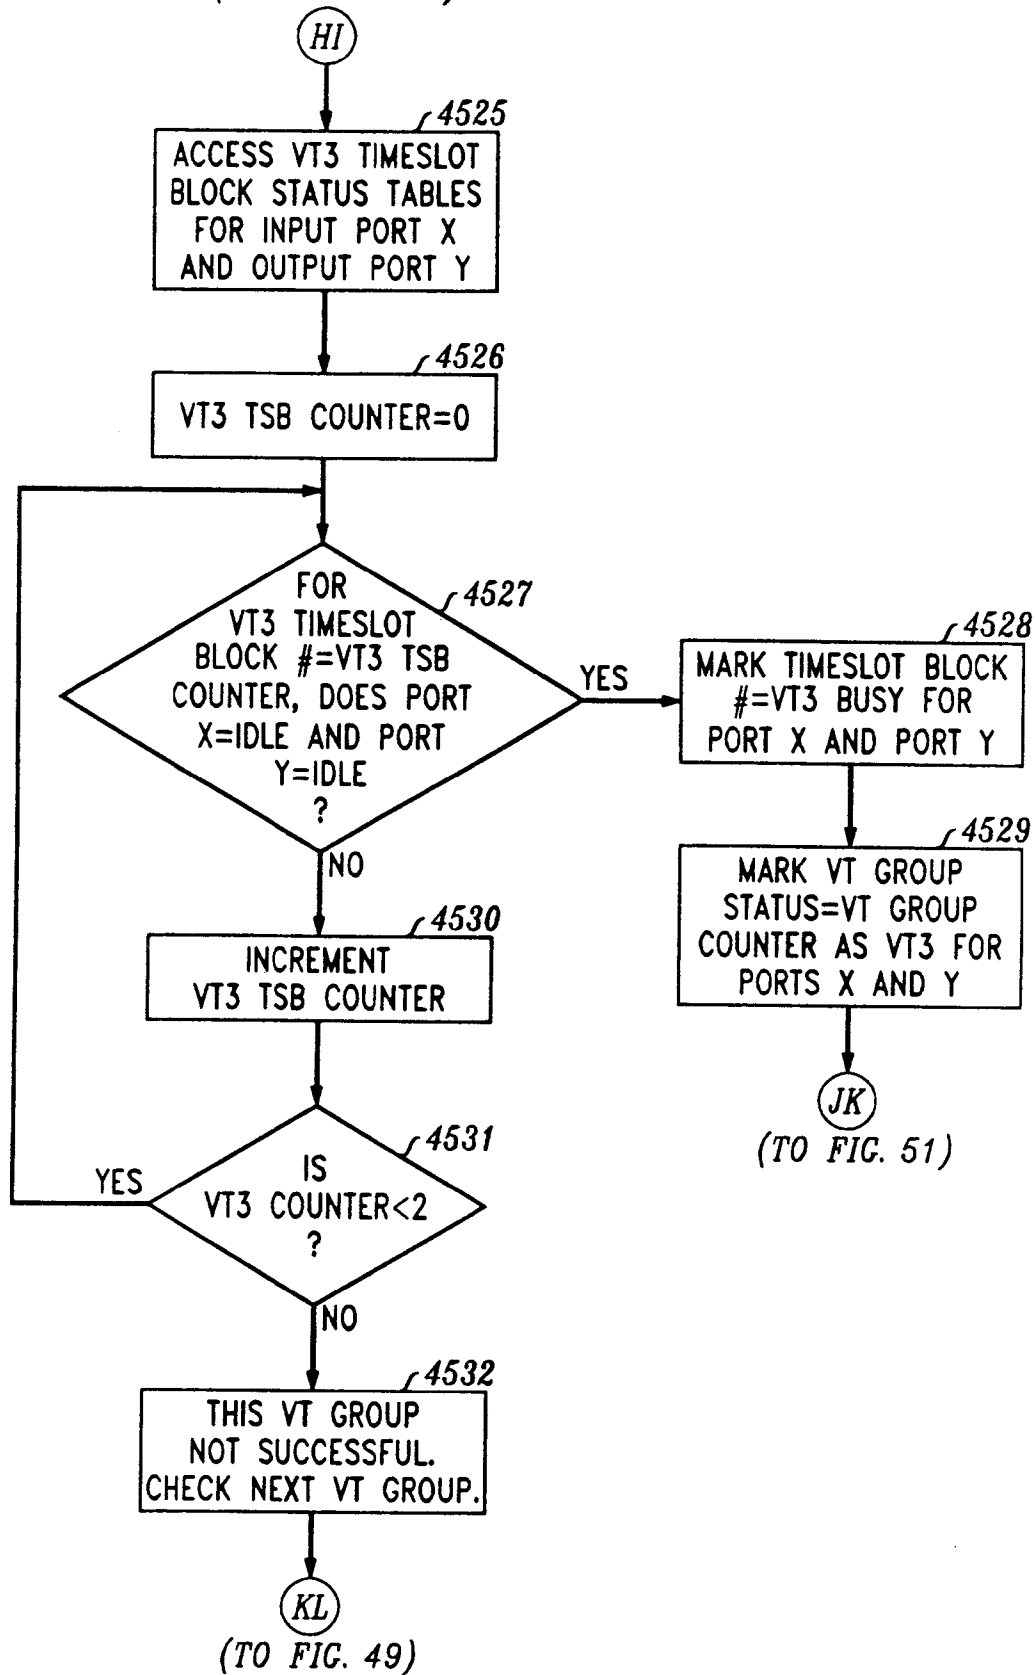 HI
4525
ACCESS VT3 TIMESLOT
BLOCK STATUS TABLES
FOR INPUT PORT X
AND OUTPUT PORT Y
4526
VT3 TSB COUNTER=0
4527
FOR
VT3 TIMESLOT
BLOCK #=VT3 TSB
COUNTER, DOES PORT
X=IDLE AND PORT
Y=IDLE
?
YES
4528
MARK TIMESLOT BLOCK
#=VT3 BUSY FOR
PORT X AND PORT Y
4529
MARK VT GROUP
STATUS=VT GROUP
COUNTER AS VT3 FOR
PORTS X AND Y
JK
(TO FIG. 51)
NO
4530
INCREMENT
VT3 TSB COUNTER
4531
IS
VT3 COUNTER<2
?
YES
NO
4532
THIS VT GROUP
NOT SUCCESSFUL.
CHECK NEXT VT GROUP.
KL
(TO FIG. 49)